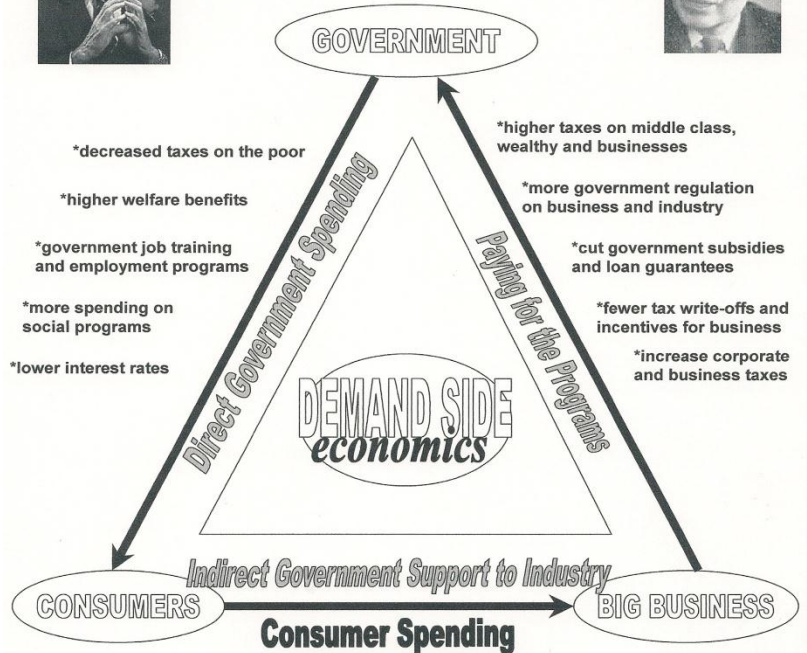 GOVERNMENT
*decreased taxes on the poor
*higher welfare benefits
*government job training
and employment programs
*more spending on
social programs
*lower interest rates
Direct Government Spending
*higher taxes on middle class,
wealthy and businesses
*more government regulation
on business and industry
*cut government subsidies
and loan guarantees
*fewer tax write-offs and
incentives for business
*increase corporate
and business taxes
Paying for the Programs
DEMAND SIDE
economics
Indirect Government Support to Industry
CONSUMERS
BIG BUSINESS
Consumer Spending